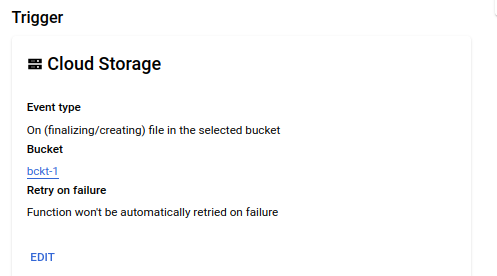 Trigger
Cloud Storage
Event type
On (finalizing/creating) file in the selected bucket
Bucket
bckt-1
Retry on failure
Function won't be automatically retried on failure
EDIT